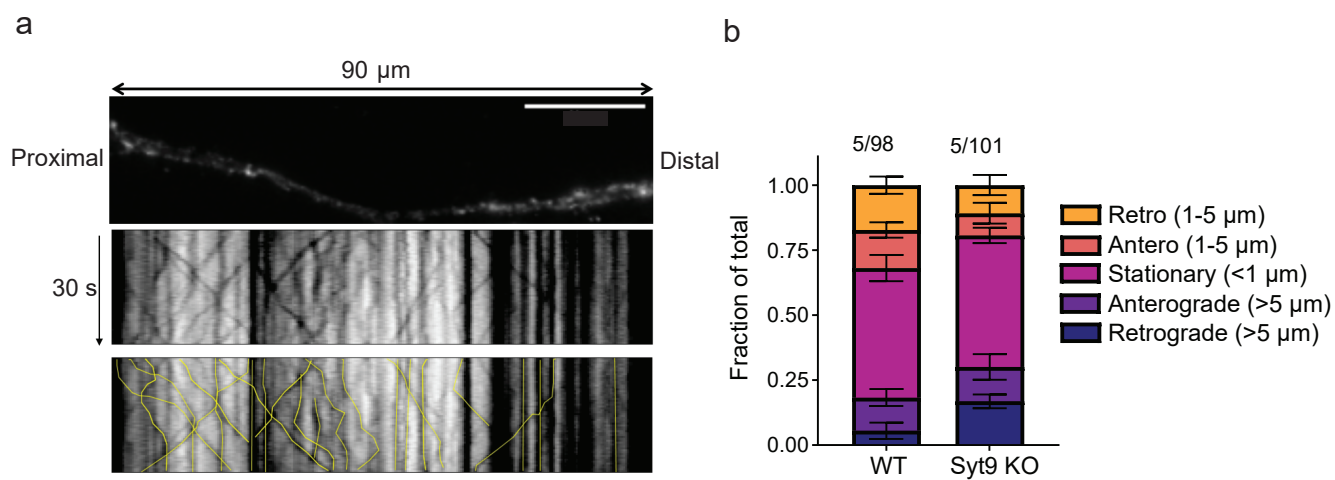 a
90 µm
Proximal
Distal
30 s
b
5/98
5/101
1.00
0.75
0.50
0.25
0.00
Fraction of total
WT
Syt9 KO
Retro (1-5 µm)
Antero (1-5 µm)
Stationary (<1 µm)
Anterograde (>5 µm)
Retrograde (>5 µm)